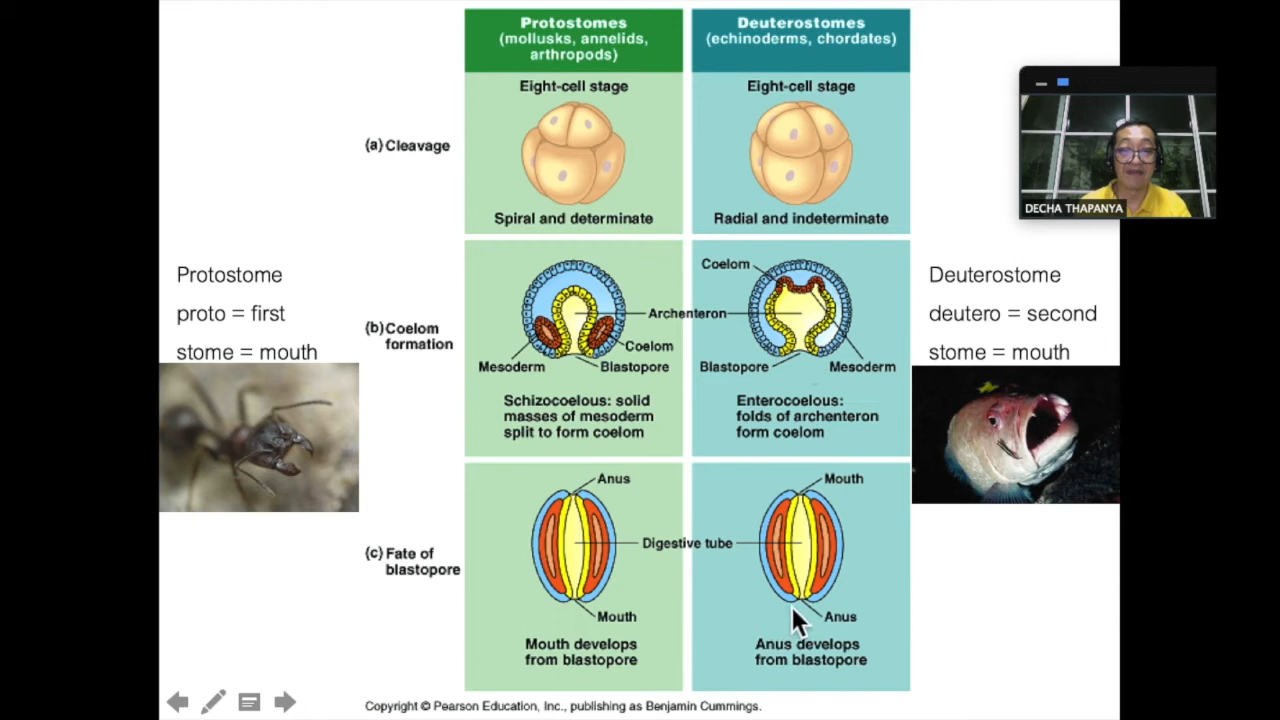 Protostomes
(mollusks, annelids,
arthropods)
Deuterostomes
(echinoderms, chordates)
Eight-cell stage
Eight-cell stage
(a) Cleavage
Spiral and determinate
Radial and indeterminate
DECHA THAPANYA
Protostome
proto = first
stome = mouth
Deuterostome
deutero = second
stome = mouth
(b) Coelom
formation
Coelom
Archenteron
Coelom
Mesoderm
Blastopore
Blastopore
Mesoderm
Schizocoelous: solid
masses of mesoderm
split to form coelom
Enterocoelous:
folds of archenteron
form coelom
(c) Fate of
blastopore
Anus
Mouth
Digestive tube
Mouth
Anus
Mouth develops
from blastopore
Anus develops
from blastopore
Copyright © Pearson Education, Inc., publishing as Benjamin Cummings.